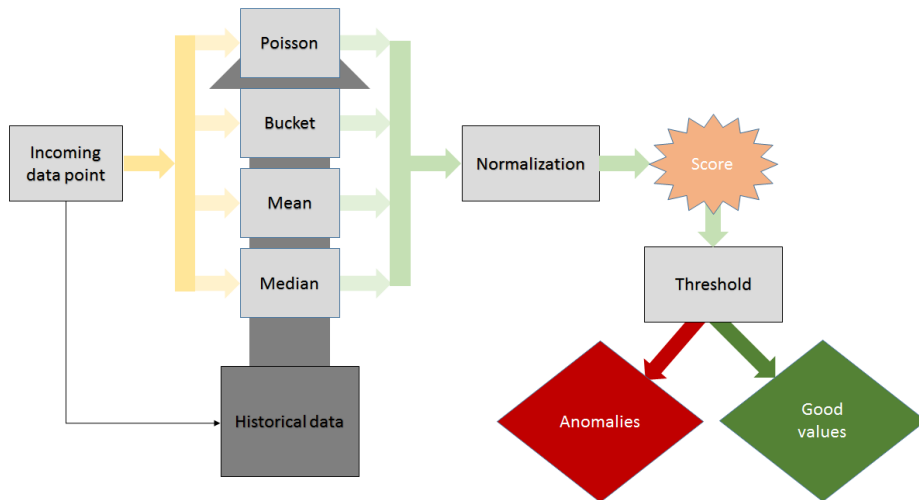 Poisson
Bucket
Incoming
data point
Normalization
Score
Mean
Median
Threshold
Historical data
Anomalies
Good
values